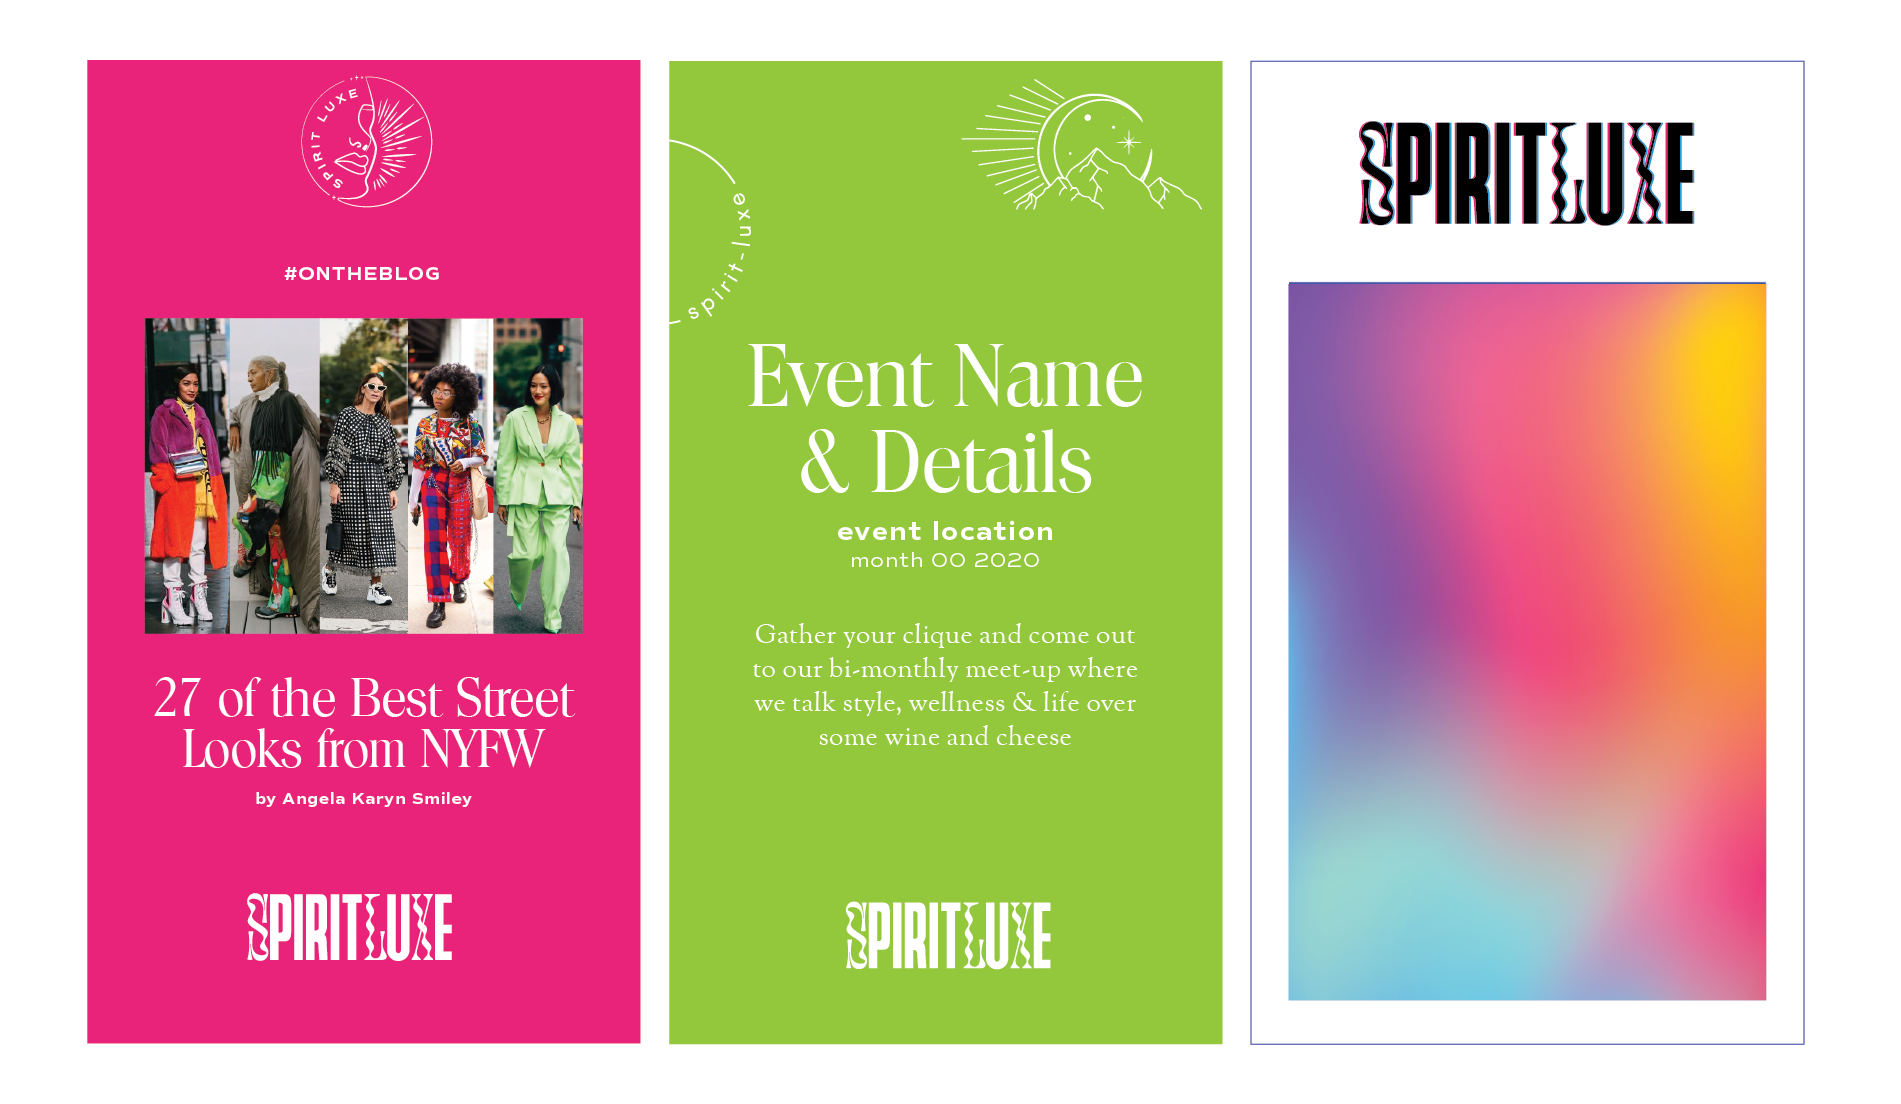 SPIRIT LUXE
#ONTHEBLOG
27 of the Best Street
Looks from NYFW
by Angela Karyn Smiley
SPIRITLUXE
spirit-luxe
Event Name
& Details
event location
month 00 2020
Gather your clique and come out
to our bi-monthly meet-up where
we talk style, wellness & life over
some wine and cheese
SPIRITLUXE
SPIRITLUXE